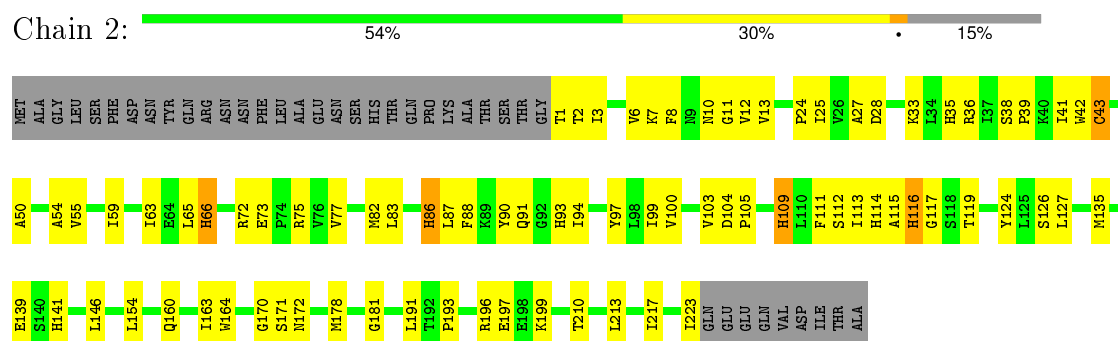 Chain 2:
54% 30% • 15%
MET ALA GLY LEU SER PHE ASP ASN TYR GLN ARG ASN ASN PHE LEU ALA GLU ASN SER HIS THR GLN PRO LYS ALA THR SER THR GLY T1 T2 I3 V6 K7 F8 N9 N10 G11 V12 V13 P24 I25 V26 A27 D28 K33 L34 H35 R36 I37 S38 P39 K40 I41 W42 C43
A50 A54 V55 I59 I63 E64 L65 H66 R72 E73 P74 R75 V76 V77 M82 L83 H86 L87 F88 K89 Y90 Q91 G92 H93 I94 Y97 L98 I99 V100 V103 D104 P105 H109 L110 F111 S112 I113 H114 A115 H116 G117 S118 T119 Y124 L125 S126 L127 M135
E139 S140 H141 L146 L154 Q160 I163 W164 G170 S171 N172 M178 G181 L191 T192 P193 R196 E197 E198 K199 T210 L213 I217 I223 GLN GLU GLU GLN VAL ASP ILE THR ALA